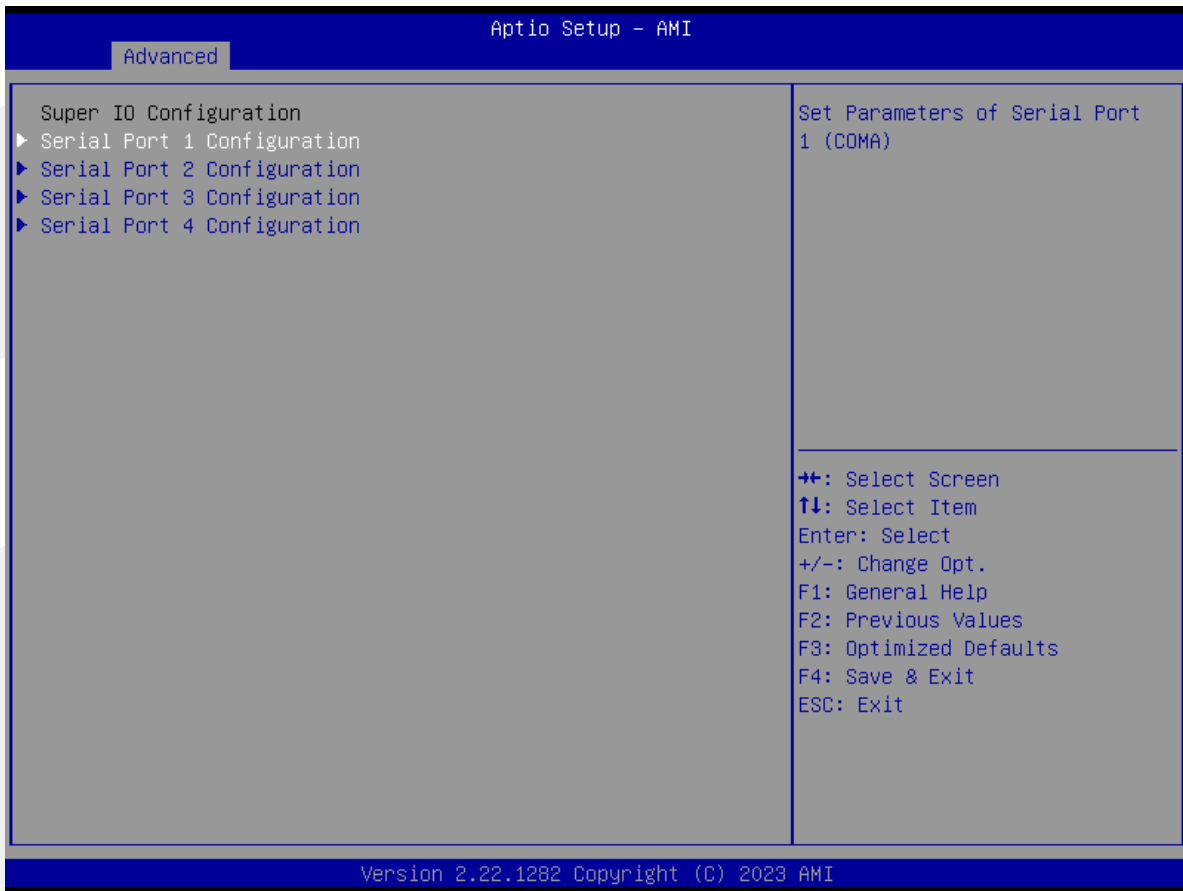 Aptio Setup – AMI
Advanced
Super IO Configuration
Serial Port 1 Configuration
Serial Port 2 Configuration
Serial Port 3 Configuration
Serial Port 4 Configuration
Set Parameters of Serial Port
1 (COMA)
→←: Select Screen
↑↓: Select Item
Enter: Select
+/-: Change Opt.
F1: General Help
F2: Previous Values
F3: Optimized Defaults
F4: Save & Exit
ESC: Exit
Version 2.22.1282 Copyright (C) 2023 AMI